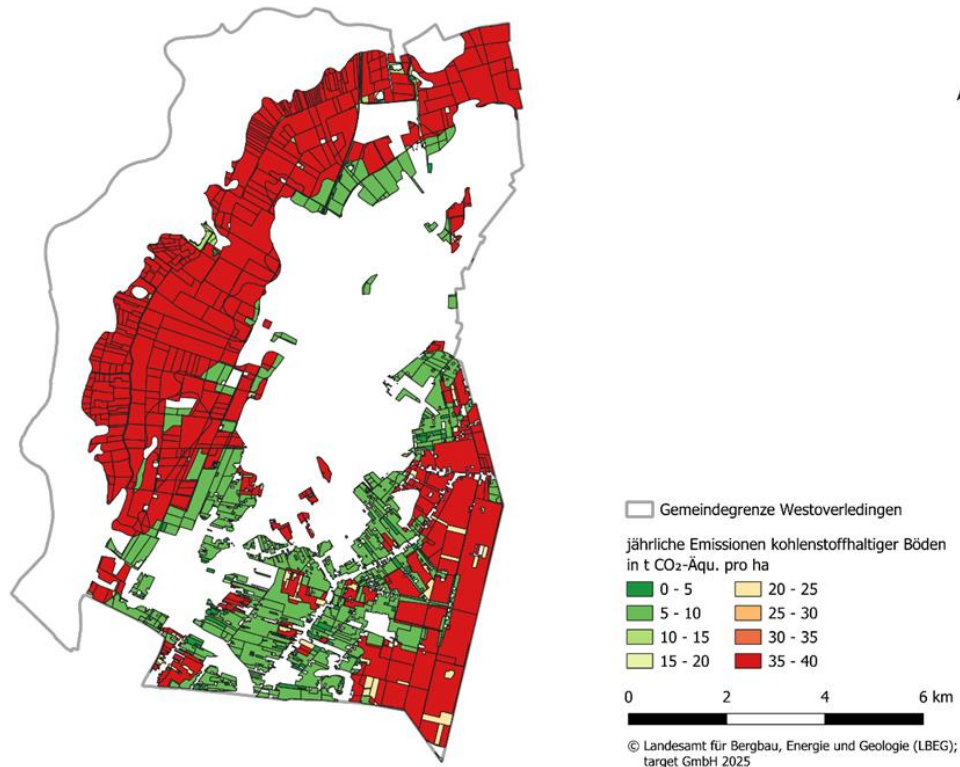 Gemeindegrenze Westoverledingen
jährliche Emissionen kohlenstoffhaltiger Böden
in t CO₂-Äqu. pro ha
0 - 5 20 - 25
5 - 10 25 - 30
10 - 15 30 - 35
15 - 20 35 - 40
0 2 4 6 km
© Landesamt für Bergbau, Energie und Geologie (LBEG);
target GmbH 2025